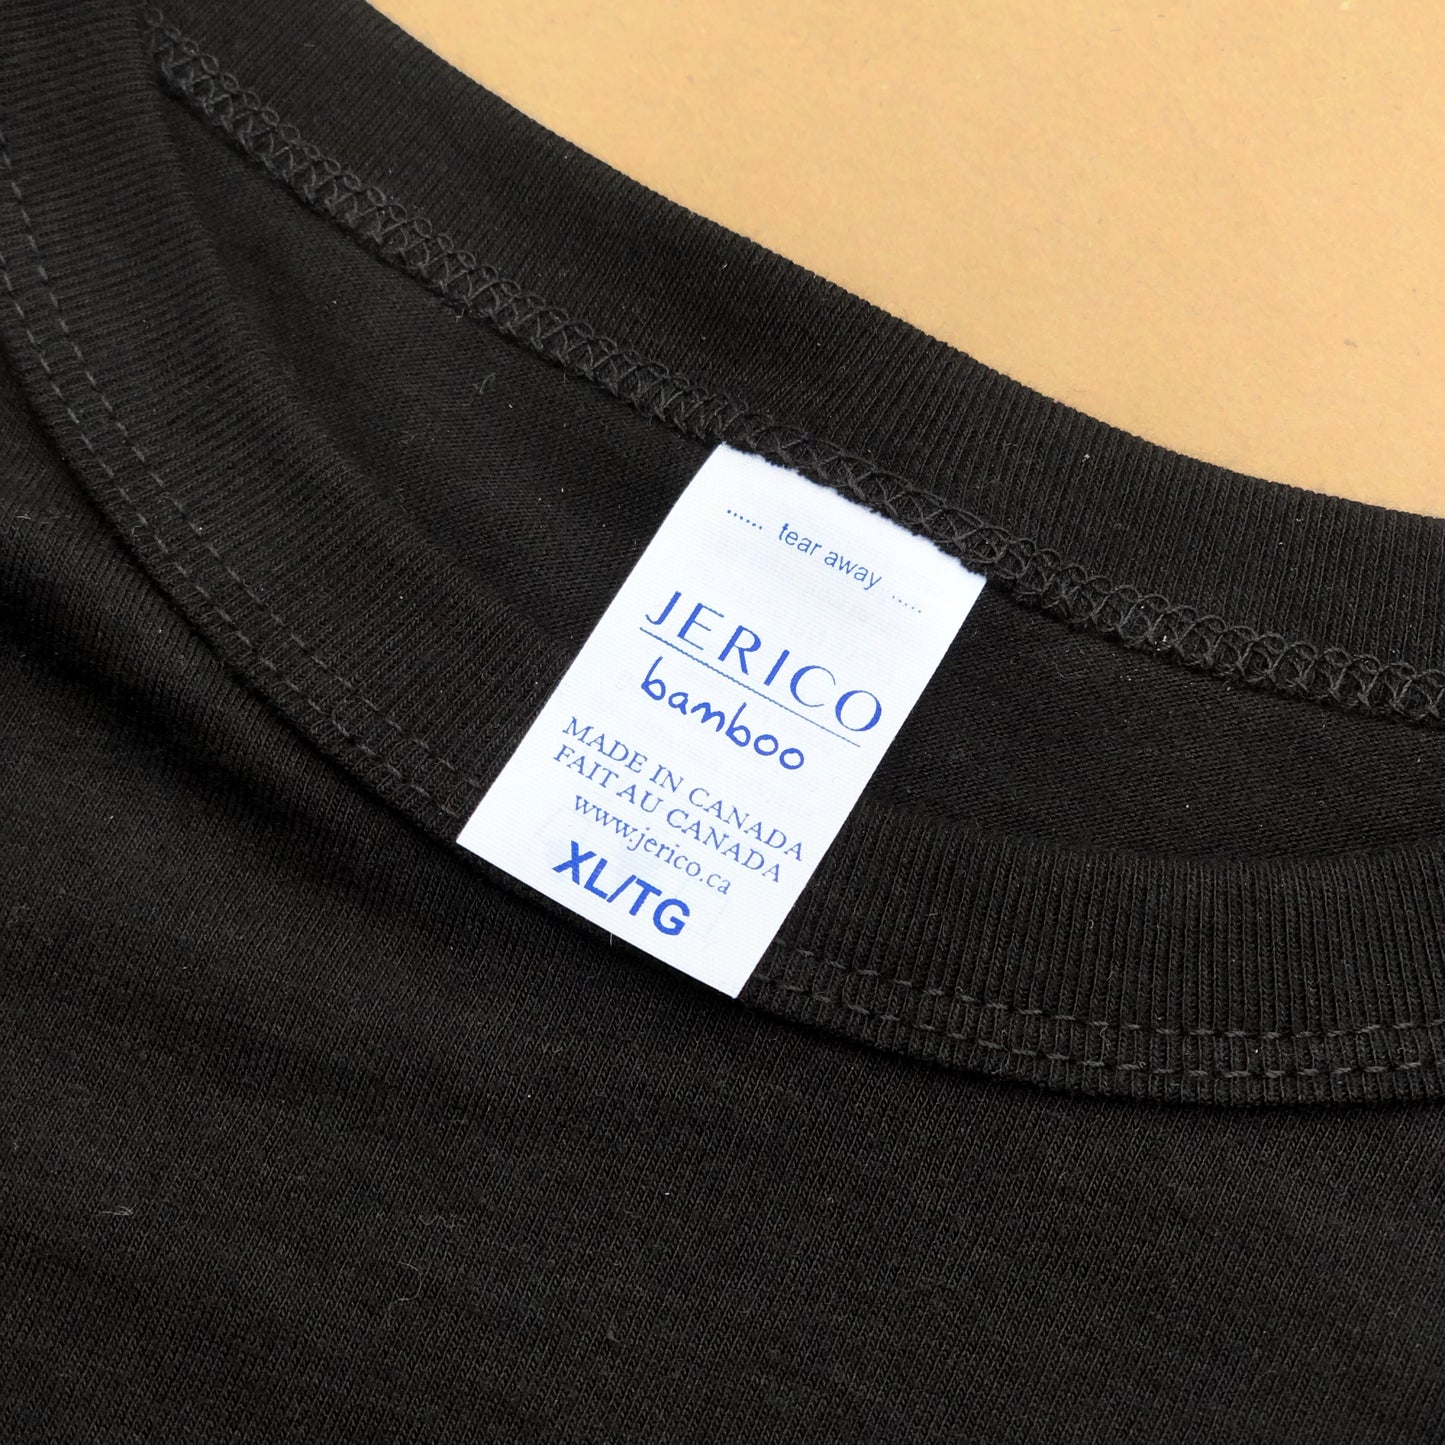 ...... tear away ......
JERICO
bamboo
MADE IN CANADA
FAIT AU CANADA
www.jerico.ca
XL/TG